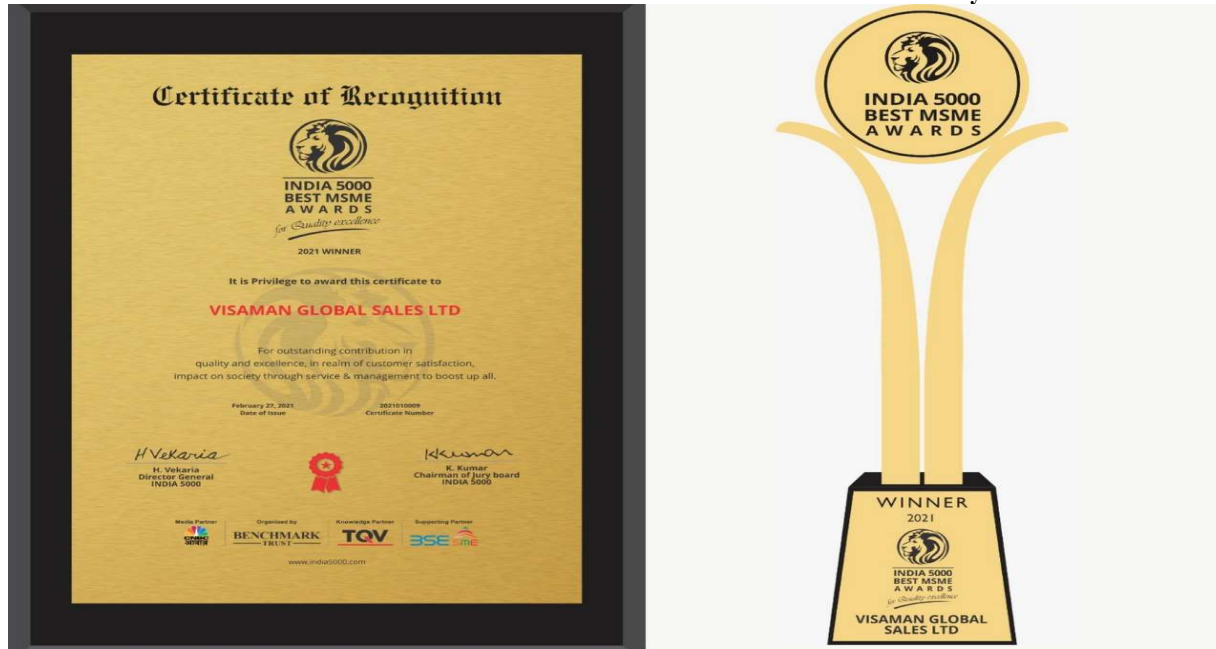 Certificate of Recognition
INDIA 5000
BEST MSME
AWARDS
for Quality excellence
2021 WINNER
It is Privilege to award this certificate to
VISAMAN GLOBAL SALES LTD
For outstanding contribution in
quality and excellence, in realm of customer satisfaction,
impact on society through service & management to boost up all.
February 27, 2021
Date of Issue
2021010009
Certificate Number
H Vekaria
H. Vekaria
Director General
INDIA 5000
KKumar
K. Kumar
Chairman of Jury board
INDIA 5000
Media Partner
CNBC
आवाज़
Organised by
BENCHMARK
TRUST
Knowledge Partner
TQV
Supporting Partner
BSE SME
www.india5000.com
INDIA 5000
BEST MSME
AWARDS
WINNER
2021
INDIA 5000
BEST MSME
AWARDS
for Quality excellence
VISAMAN GLOBAL
SALES LTD